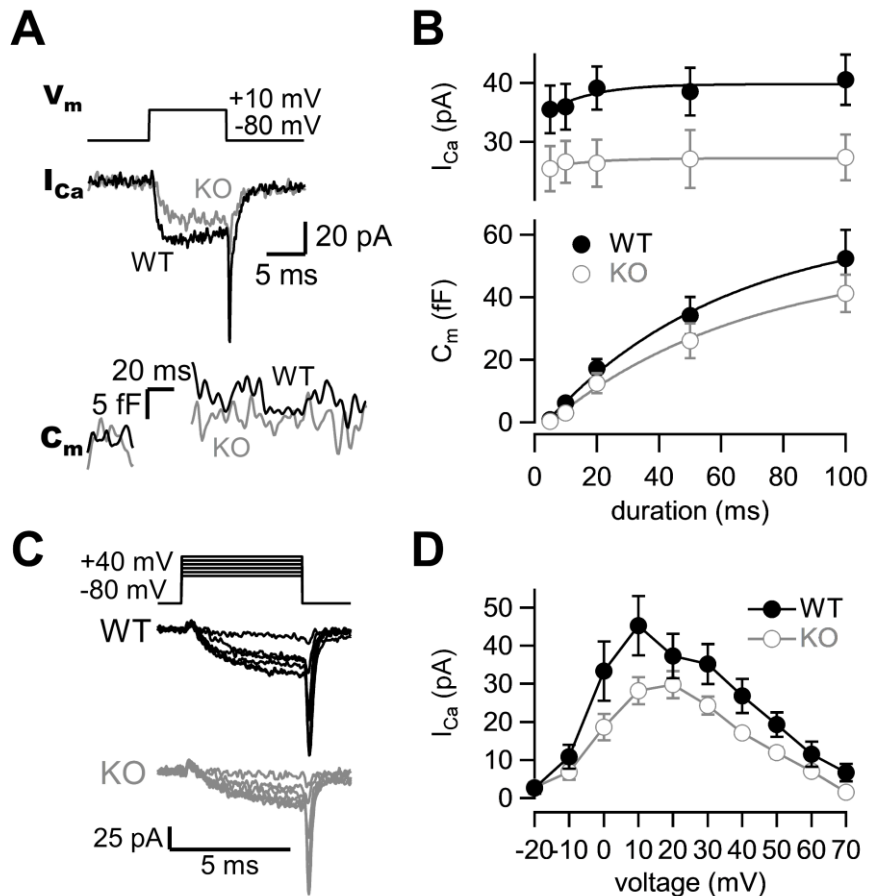 A
Vm
+10 mV
-80 mV
ICa
KO
WT
20 pA
5 ms
20 ms
5 fF
WT
Cm
KO
B
ICa (pA)
40
30
Cm (fF)
60
40
20
0
WT
KO
0 20 40 60 80 100
duration (ms)
C
+40 mV
-80 mV
WT
KO
25 pA
5 ms
D
ICa (pA)
50
40
30
20
10
0
WT
KO
-20 -10 0 10 20 30 40 50 60 70
voltage (mV)